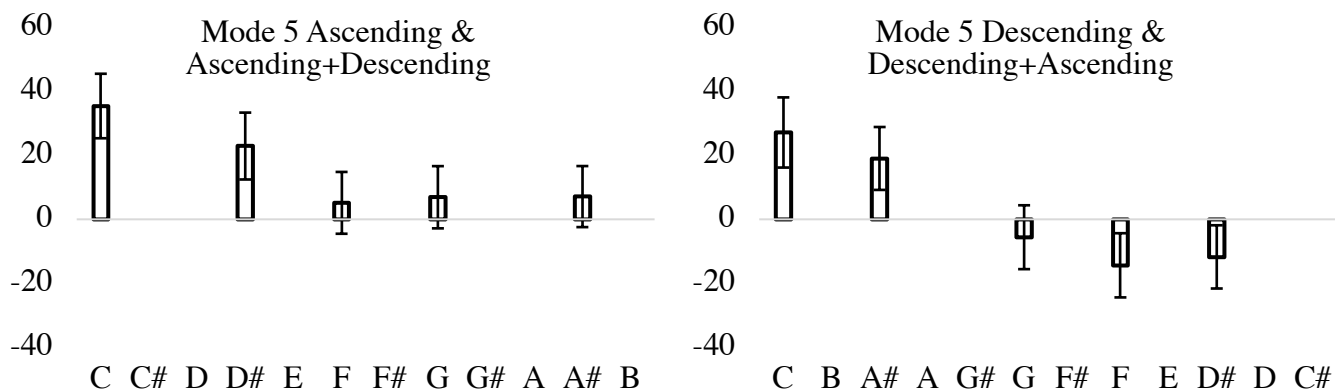 Mode 5 Ascending &
Ascending+Descending
60
40
20
0
-20
-40
C C# D D# E F F# G G# A A# B
Mode 5 Descending &
Descending+Ascending
60
40
20
0
-20
-40
C B A# A G# G F# F E D# D C#